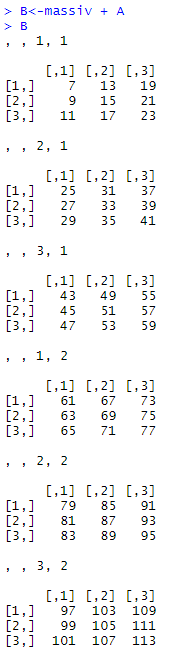 > B<-massiv + A
> B
, , 1, 1
[,1] [,2] [,3]
[1,] 7 13 19
[2,] 9 15 21
[3,] 11 17 23
, , 2, 1
[,1] [,2] [,3]
[1,] 25 31 37
[2,] 27 33 39
[3,] 29 35 41
, , 3, 1
[,1] [,2] [,3]
[1,] 43 49 55
[2,] 45 51 57
[3,] 47 53 59
, , 1, 2
[,1] [,2] [,3]
[1,] 61 67 73
[2,] 63 69 75
[3,] 65 71 77
, , 2, 2
[,1] [,2] [,3]
[1,] 79 85 91
[2,] 81 87 93
[3,] 83 89 95
, , 3, 2
[,1] [,2] [,3]
[1,] 97 103 109
[2,] 99 105 111
[3,] 101 107 113